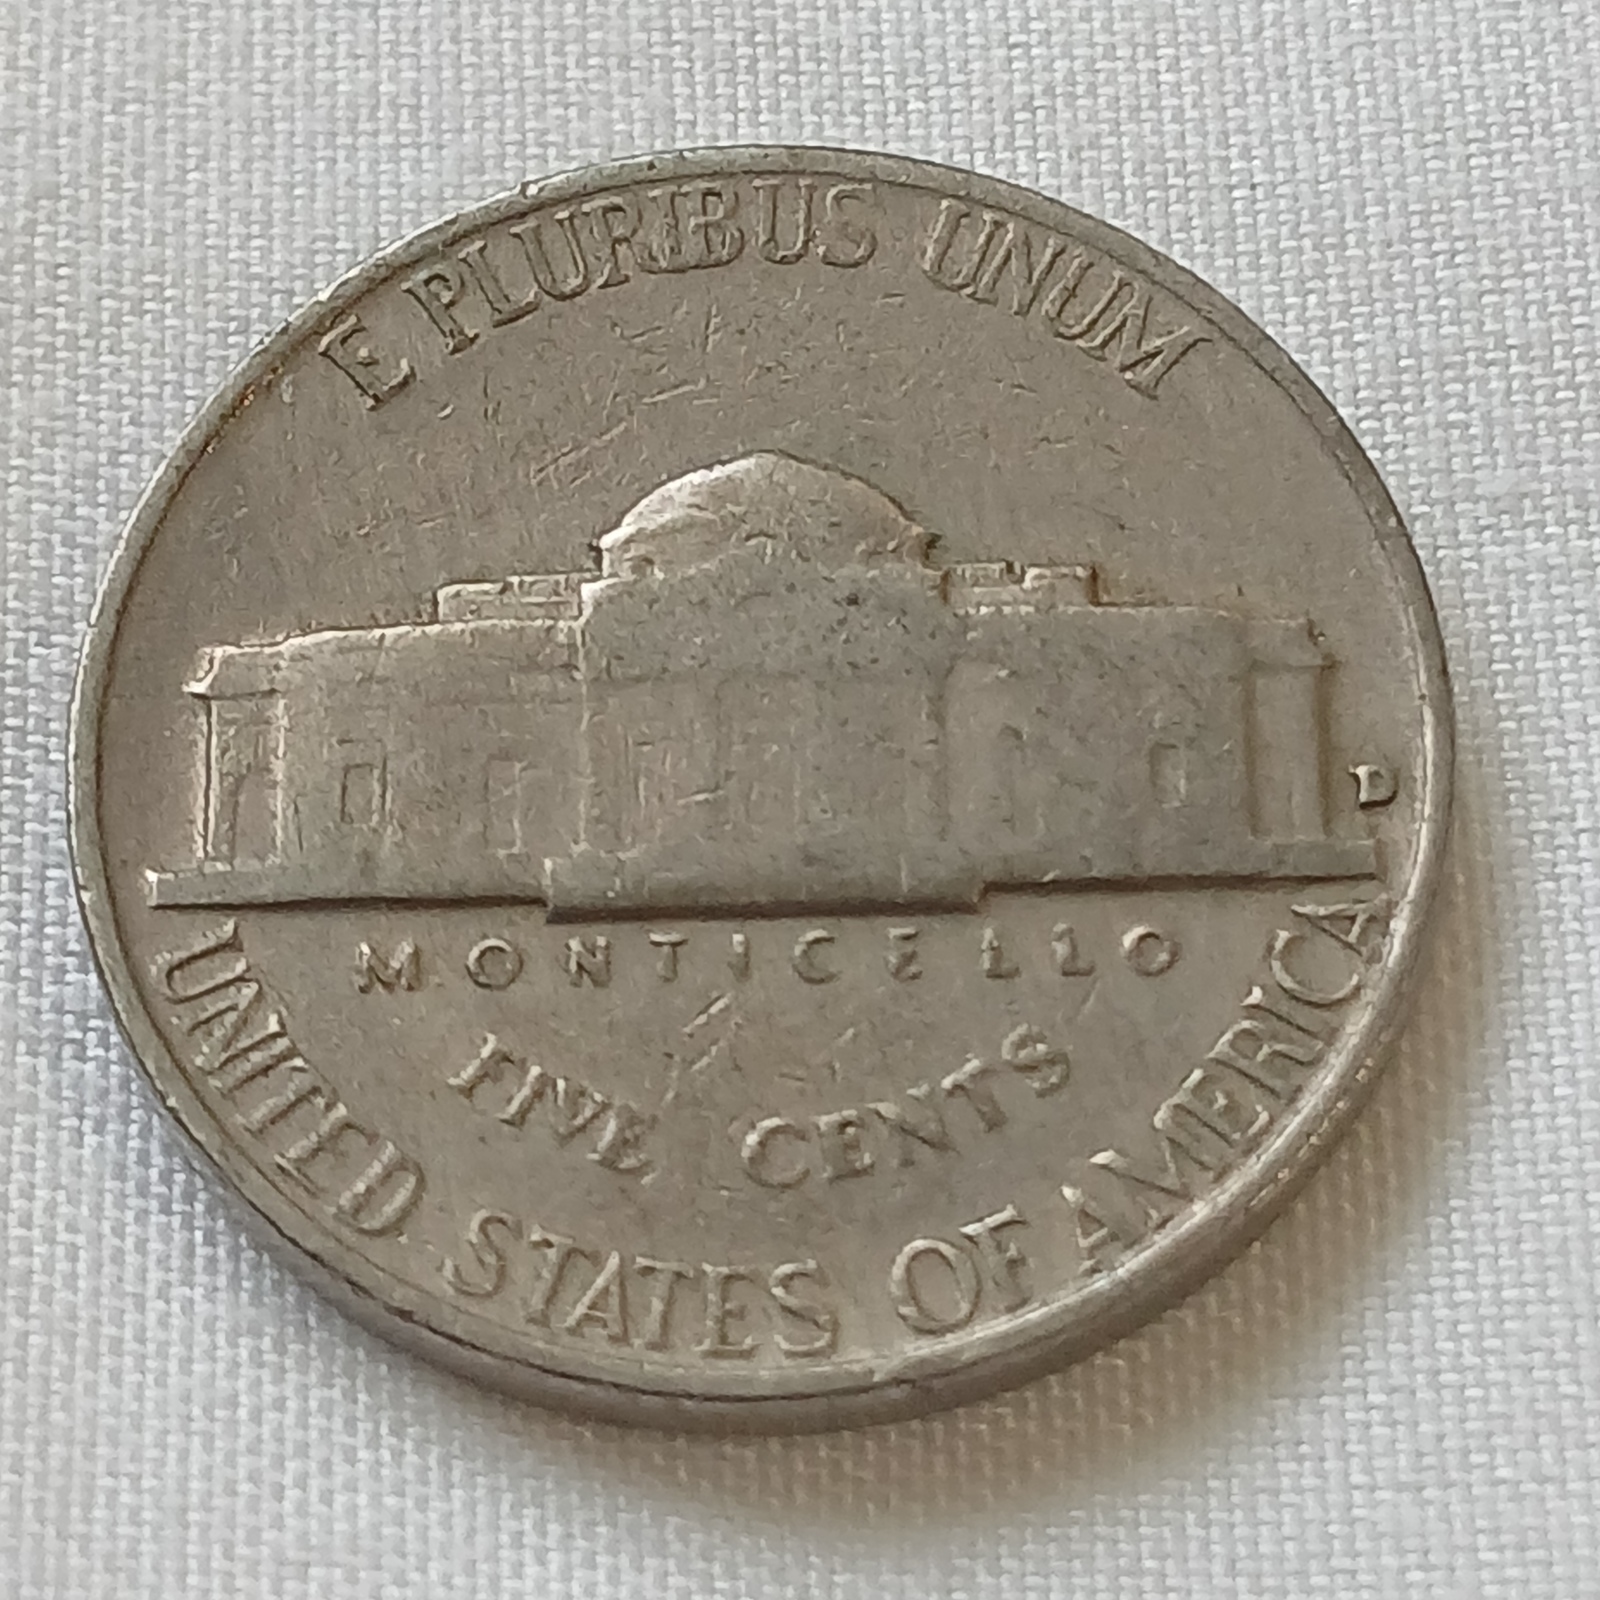 E PLURIBUS UNUM
D
MONTICELLO
FIVE CENTS
UNITED STATES OF AMERICA